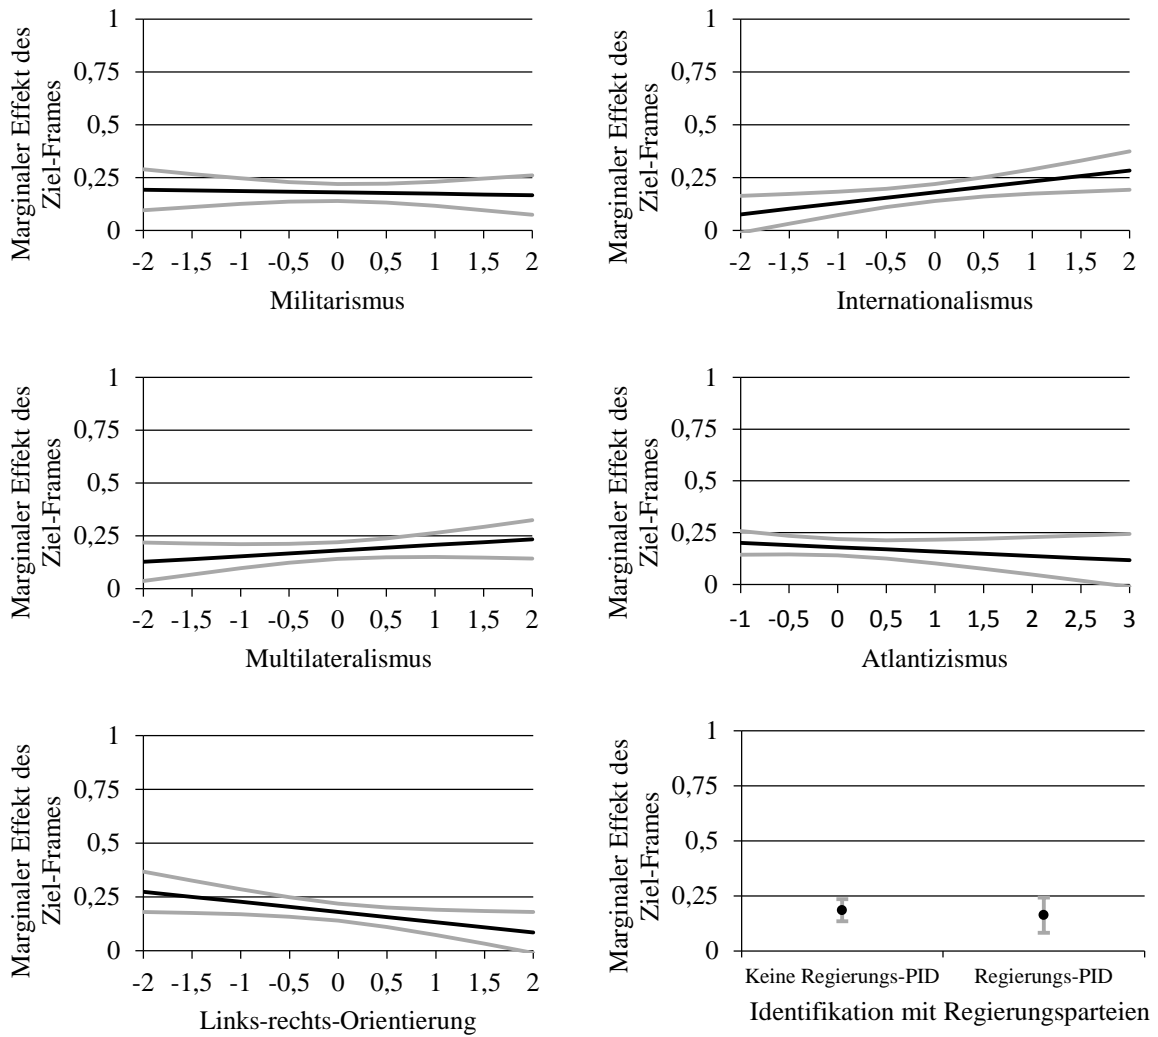 Marginaler Effekt des
Ziel-Frames
1
0,75
0,5
0,25
0
-2 -1,5 -1 -0,5 0 0,5 1 1,5 2
Militarismus
Marginaler Effekt des
Ziel-Frames
1
0,75
0,5
0,25
0
-2 -1,5 -1 -0,5 0 0,5 1 1,5 2
Internationalismus
Marginaler Effekt des
Ziel-Frames
1
0,75
0,5
0,25
0
-2 -1,5 -1 -0,5 0 0,5 1 1,5 2
Multilateralismus
Marginaler Effekt des
Ziel-Frames
1
0,75
0,5
0,25
0
-1 -0,5 0 0,5 1 1,5 2 2,5 3
Atlantizismus
Marginaler Effekt des
Ziel-Frames
1
0,75
0,5
0,25
0
-2 -1,5 -1 -0,5 0 0,5 1 1,5 2
Links-rechts-Orientierung
Marginaler Effekt des
Ziel-Frames
1
0,75
0,5
0,25
0
Keine Regierungs-PID Regierungs-PID
Identifikation mit Regierungsparteien